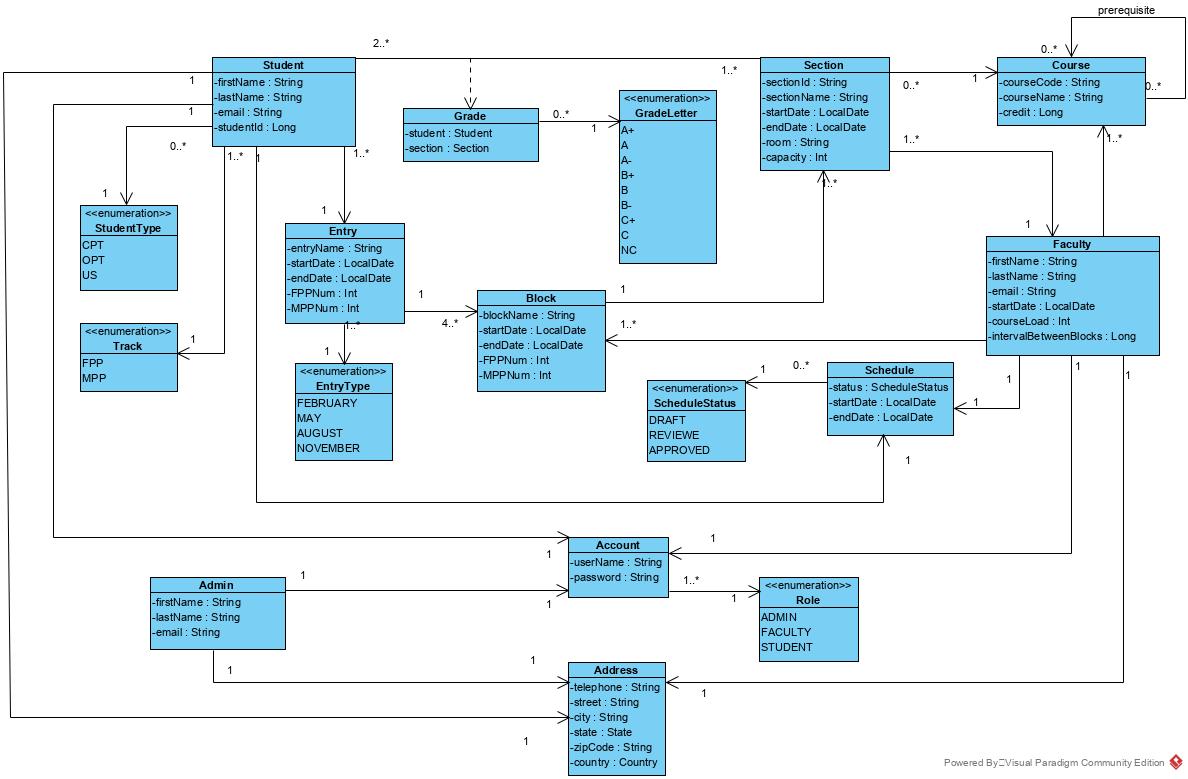 prerequisite
2..*
1
0..*
Student
-firstName : String
-lastName : String
-email : String
-studentId : Long
1
1
0..*
1..*
1
1..*
Section
-sectionId : String
-sectionName : String
-startDate : LocalDate
-endDate : LocalDate
-room : String
-capacity : Int
1..*
0..*
1
1..*
Course
-courseCode : String
-courseName : String
-credit : Long
0..*
1..*
Grade
-student : Student
-section : Section
0..*
1
<<enumeration>>
GradeLetter
A+
A
A-
B+
B
B-
C+
C
NC
1
<<enumeration>>
StudentType
CPT
OPT
US
1
Entry
-entryName : String
-startDate : LocalDate
-endDate : LocalDate
-FPPNum : Int
-MPPNum : Int
1..*
1
4..*
1..*
1
Faculty
-firstName : String
-lastName : String
-email : String
-startDate : LocalDate
-courseLoad : Int
-intervalBetweenBlocks : Long
Block
-blockName : String
-startDate : LocalDate
-endDate : LocalDate
-FPPNum : Int
-MPPNum : Int
1
1..*
<<enumeration>>
Track
FPP
MPP
1
1
<<enumeration>>
EntryType
FEBRUARY
MAY
AUGUST
NOVEMBER
<<enumeration>>
ScheduleStatus
DRAFT
REVIEWE
APPROVED
1
0..*
Schedule
-status : ScheduleStatus
-startDate : LocalDate
-endDate : LocalDate
1
1
1
1
1
Account
-userName : String
-password : String
1
1
1
1..*
1
Admin
-firstName : String
-lastName : String
-email : String
1
1
<<enumeration>>
Role
ADMIN
FACULTY
STUDENT
Address
-telephone : String
-street : String
-city : String
-state : State
-zipCode : String
-country : Country
1
1
1
Powered By Visual Paradigm Community Edition